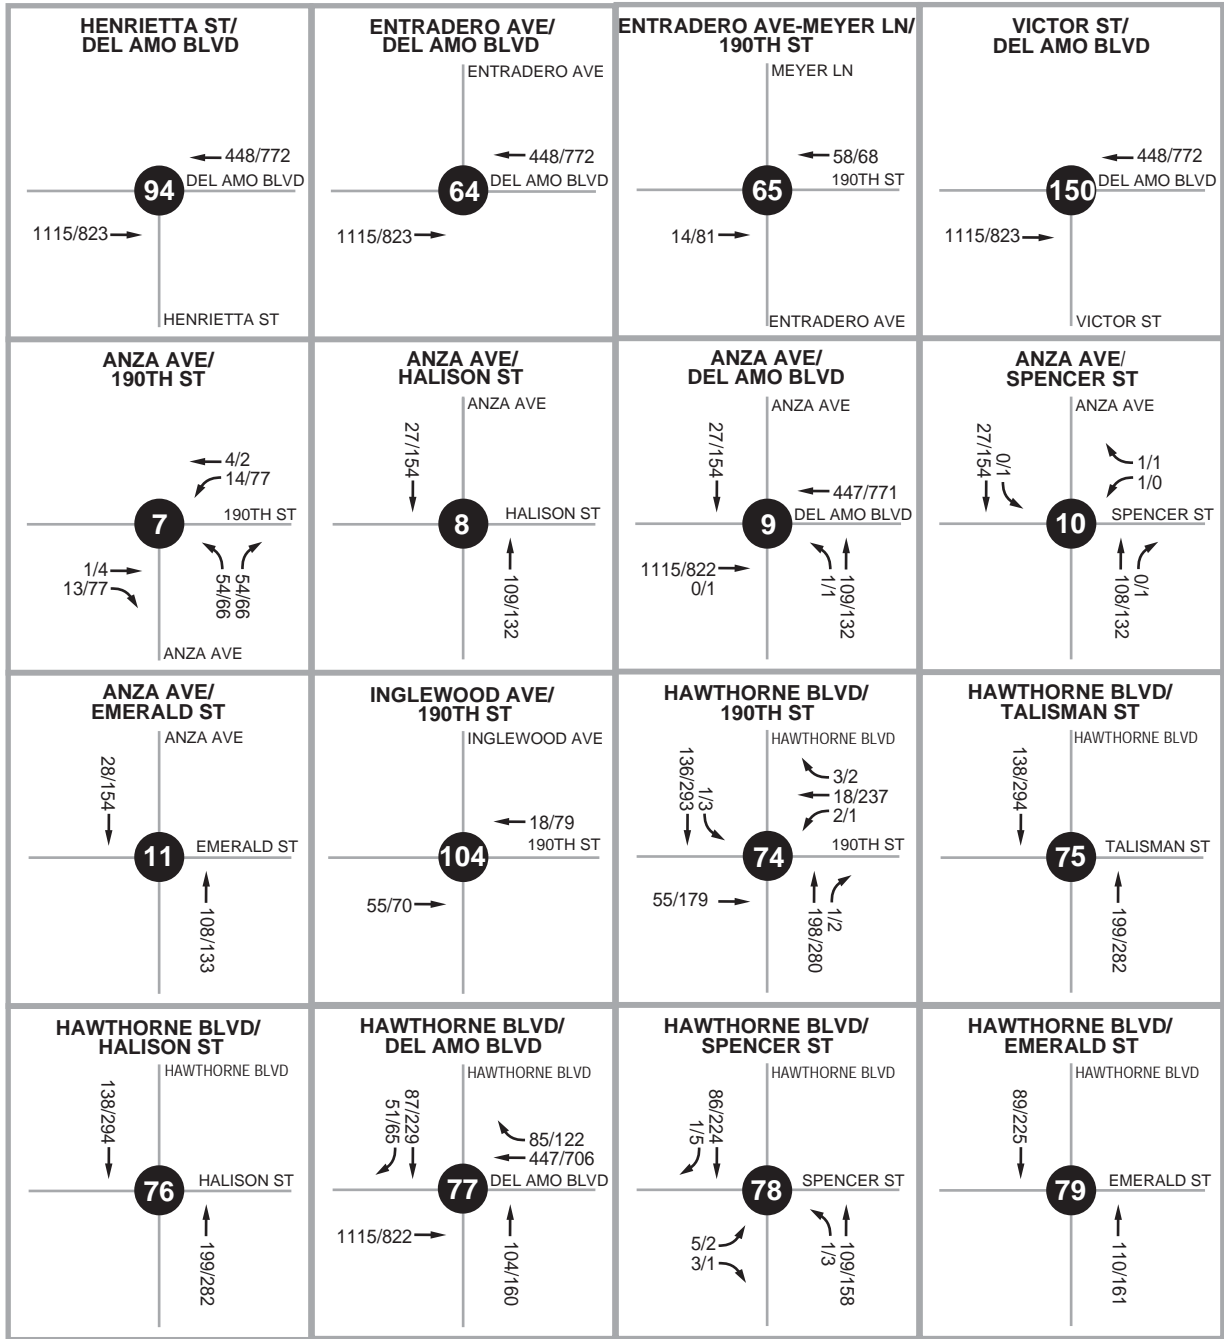 HENRIETTA ST/
DEL AMO BLVD
448/772
94
DEL AMO BLVD
1115/823
HENRIETTA ST
ENTRADERO AVE/
DEL AMO BLVD
ENTRADERO AVE
448/772
64
DEL AMO BLVD
1115/823
ENTRADERO AVE-MEYER LN/
190TH ST
MEYER LN
58/68
65
190TH ST
14/81
ENTRADERO AVE
VICTOR ST/
DEL AMO BLVD
448/772
150
DEL AMO BLVD
1115/823
VICTOR ST
ANZA AVE/
190TH ST
4/2
14/77
7
190TH ST
1/4
13/77
54/66
54/66
ANZA AVE
ANZA AVE/
HALISON ST
ANZA AVE
27/154
8
HALISON ST
109/132
ANZA AVE/
DEL AMO BLVD
ANZA AVE
27/154
447/771
9
DEL AMO BLVD
1115/822
0/1
1/1
109/132
ANZA AVE/
SPENCER ST
ANZA AVE
27/154
0/1
1/1
1/0
10
SPENCER ST
108/132
0/1
ANZA AVE/
EMERALD ST
ANZA AVE
28/154
11
EMERALD ST
108/133
INGLEWOOD AVE/
190TH ST
INGLEWOOD AVE
18/79
104
190TH ST
55/70
HAWTHORNE BLVD/
190TH ST
HAWTHORNE BLVD
136/293
1/3
3/2
18/237
2/1
74
190TH ST
55/179
198/280
1/2
HAWTHORNE BLVD/
TALISMAN ST
HAWTHORNE BLVD
138/294
75
TALISMAN ST
199/282
HAWTHORNE BLVD/
HALISON ST
HAWTHORNE BLVD
138/294
76
HALISON ST
199/282
HAWTHORNE BLVD/
DEL AMO BLVD
HAWTHORNE BLVD
51/65
87/229
85/122
447/706
77
DEL AMO BLVD
1115/822
104/160
HAWTHORNE BLVD/
SPENCER ST
HAWTHORNE BLVD
1/5
86/224
78
SPENCER ST
5/2
3/1
1/3
109/158
HAWTHORNE BLVD/
EMERALD ST
HAWTHORNE BLVD
89/225
79
EMERALD ST
110/161